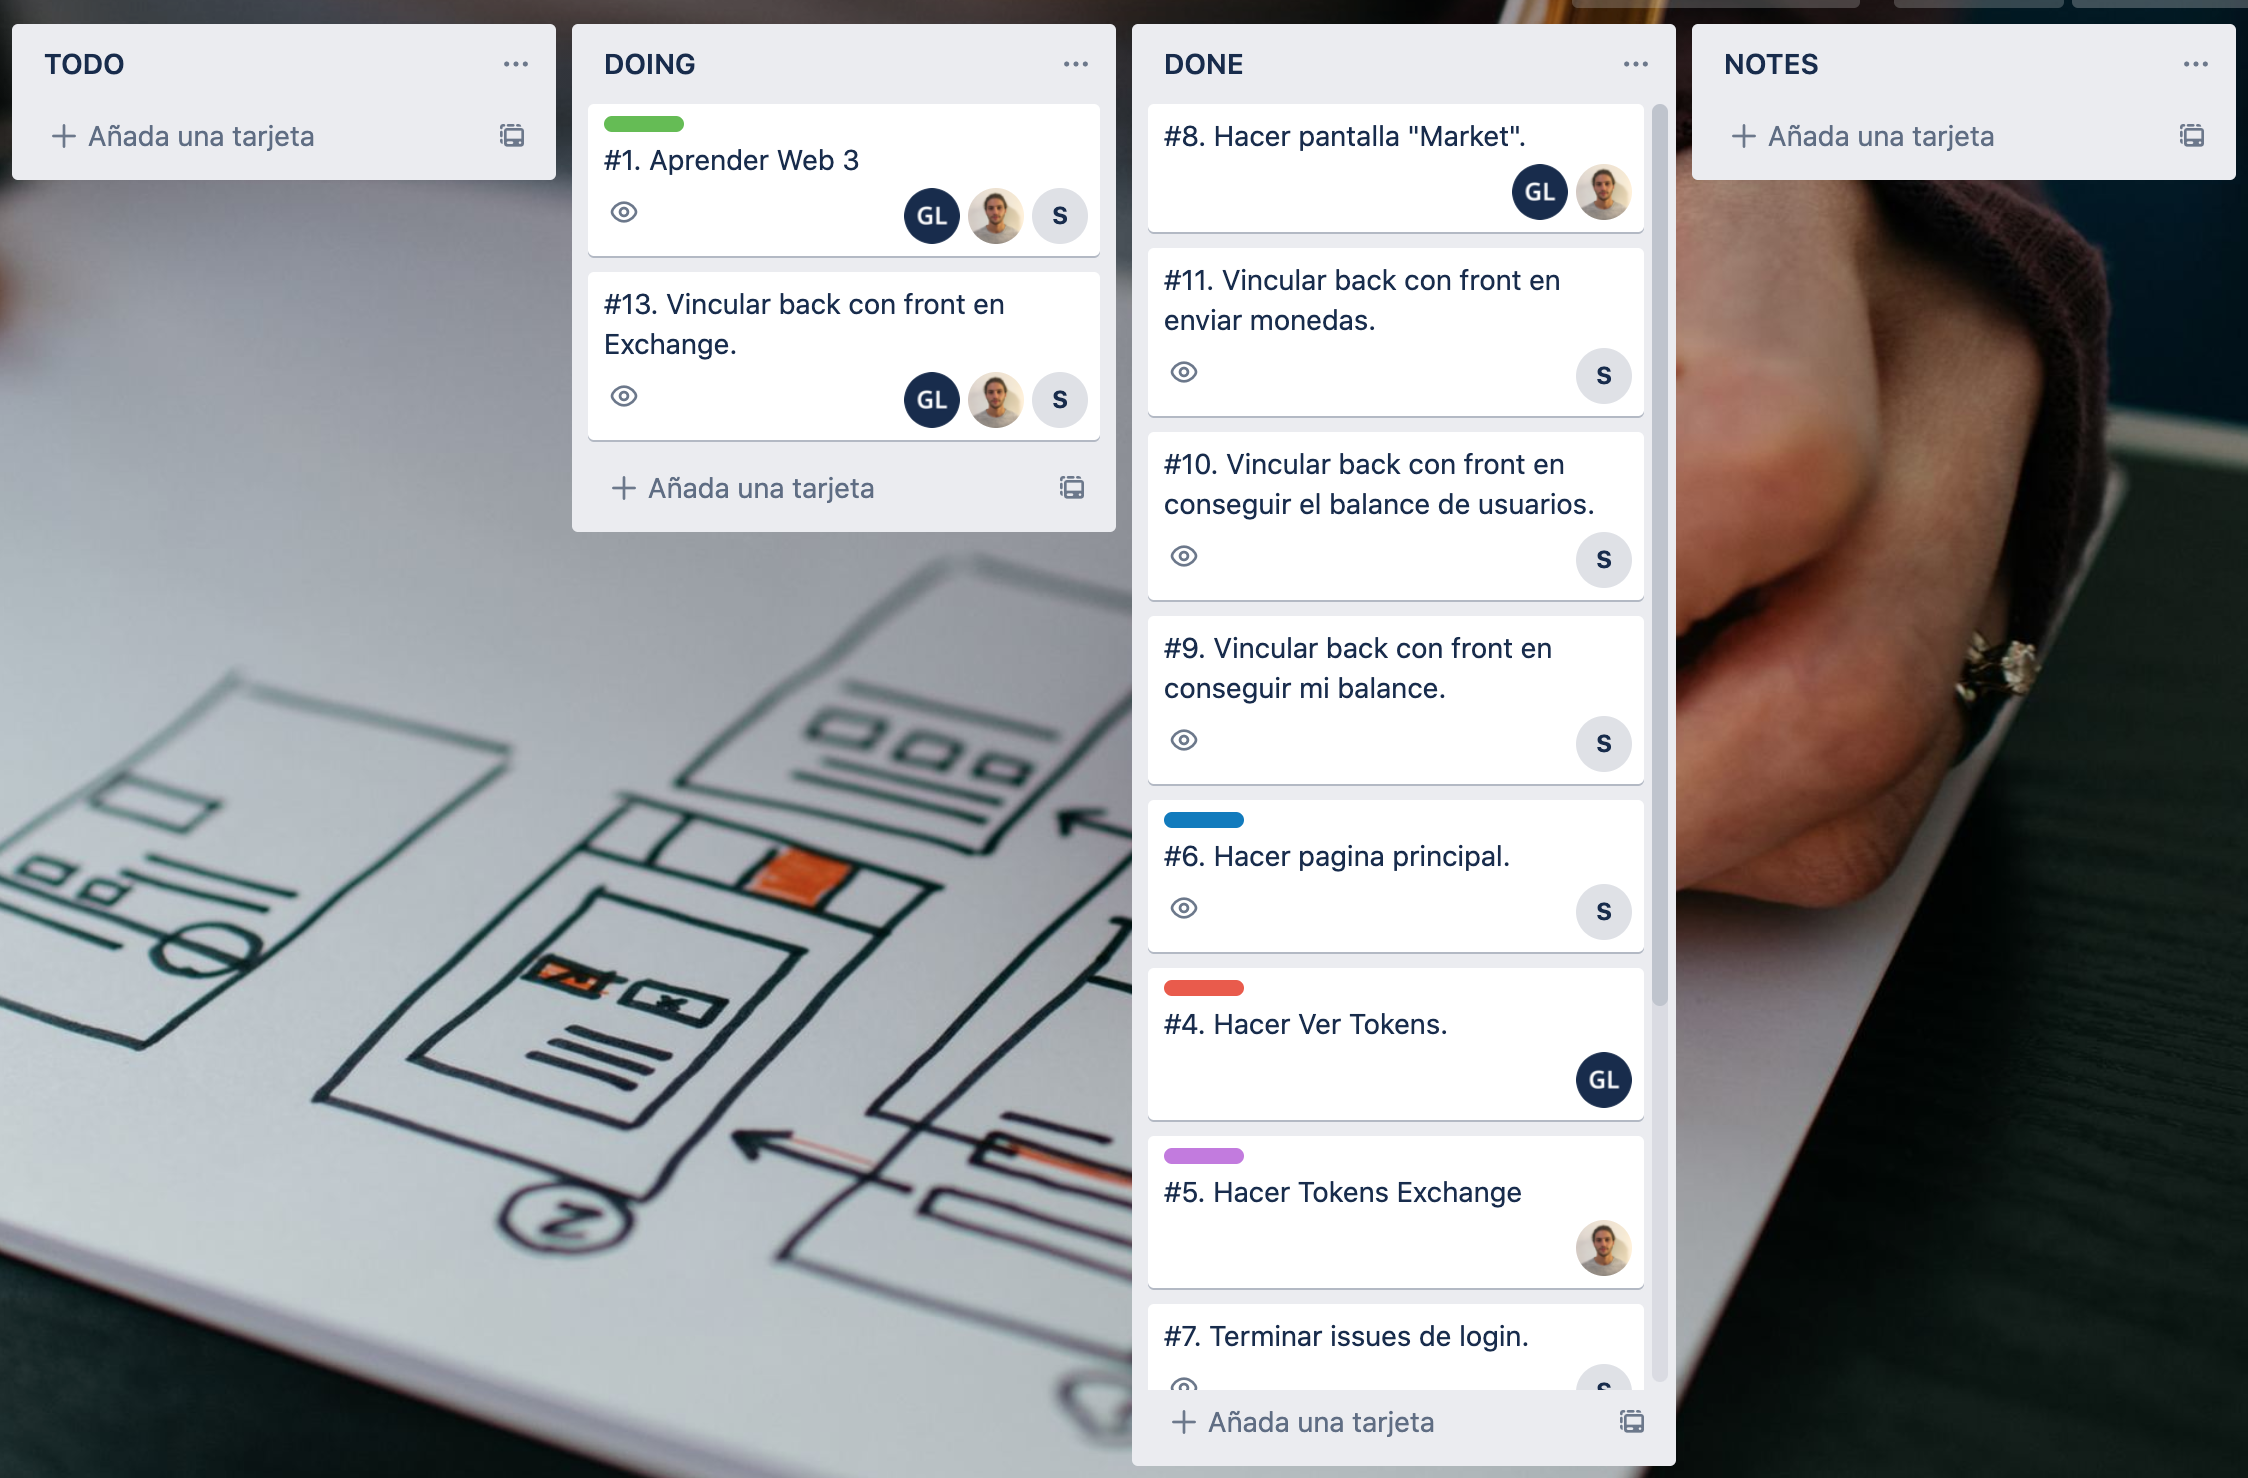 TODO
Añada una tarjeta
DOING
#1. Aprender Web 3
GL
S
#13. Vincular back con front en
Exchange.
GL
S
Añada una tarjeta
DONE
#8. Hacer pantalla "Market".
GL
#11. Vincular back con front en
enviar monedas.
S
#10. Vincular back con front en
conseguir el balance de usuarios.
S
#9. Vincular back con front en
conseguir mi balance.
S
#6. Hacer pagina principal.
S
#4. Hacer Ver Tokens.
GL
#5. Hacer Tokens Exchange
#7. Terminar issues de login.
S
Añada una tarjeta
NOTES
Añada una tarjeta